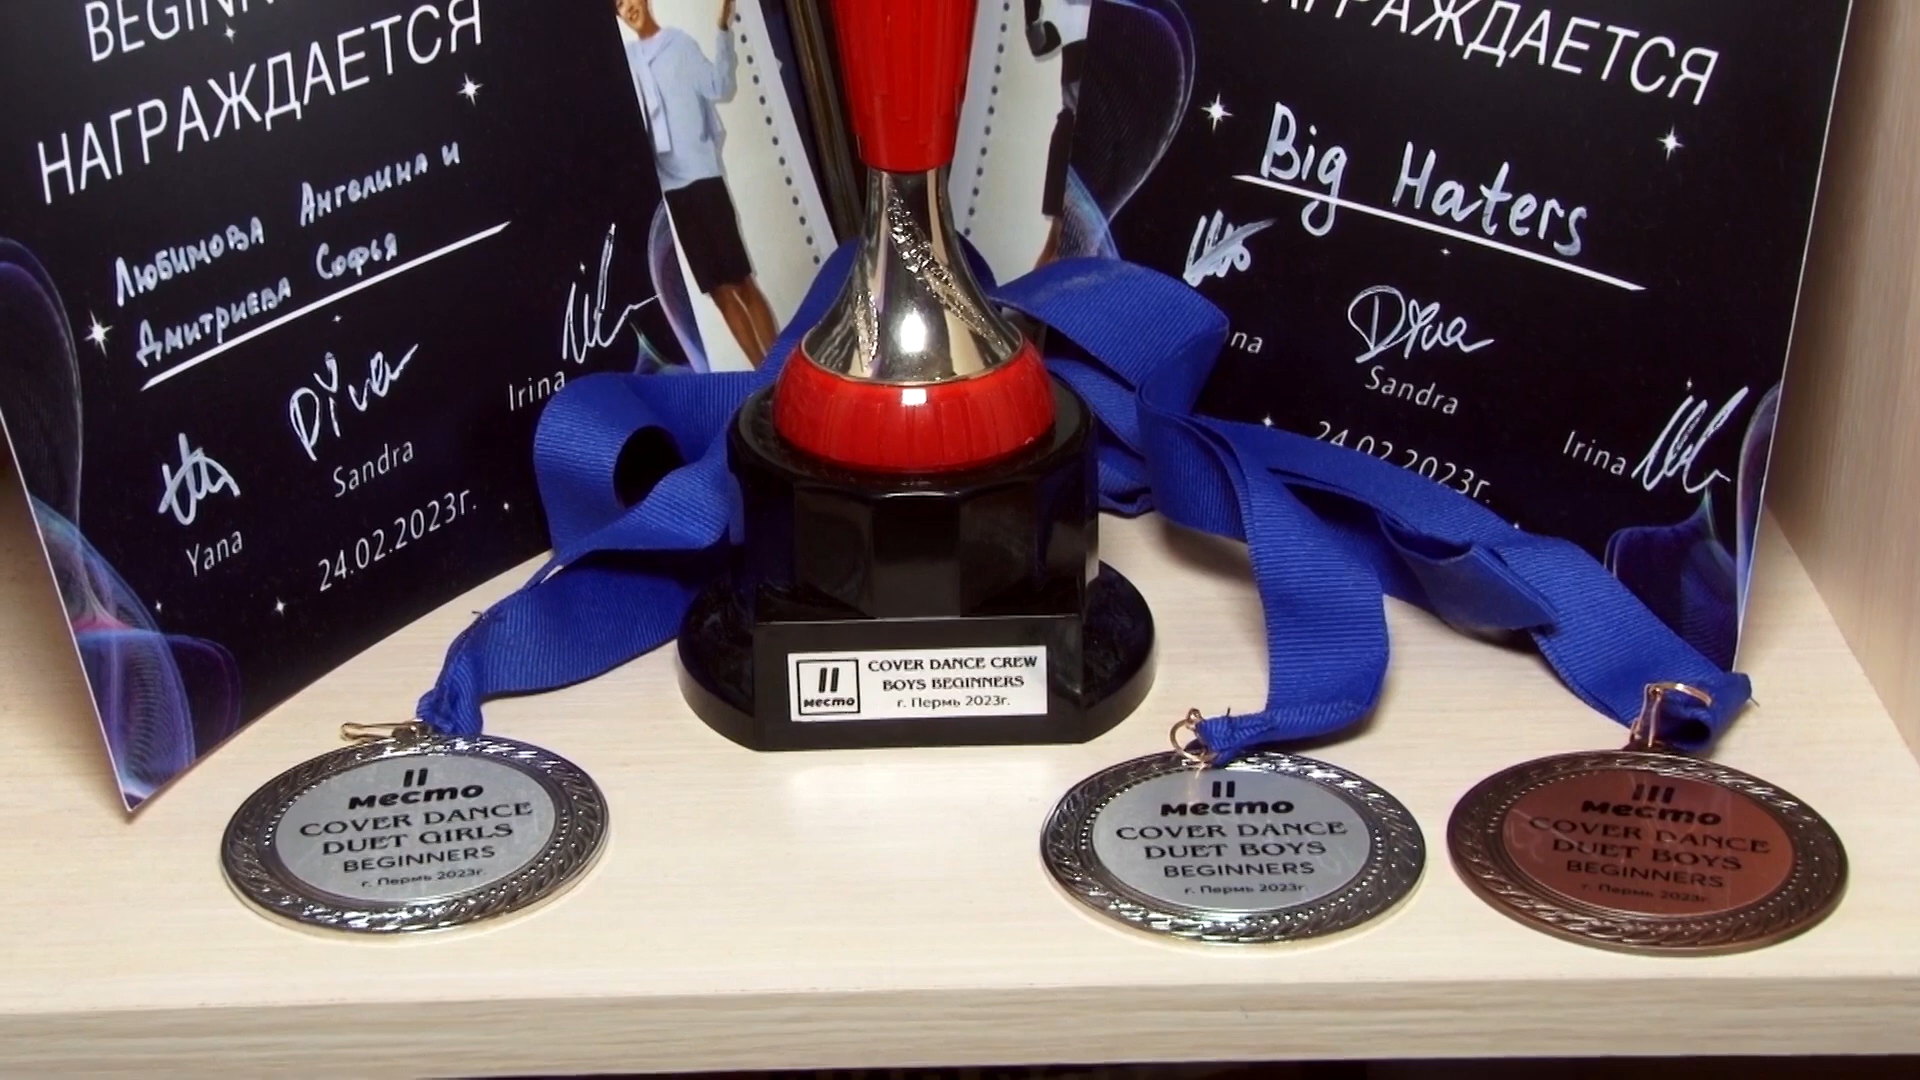 НАГРАЖДАЕТСЯ
Любимова Ангелина и
Дмитриева Софья
Diva
Yana
Sandra
Irina
24.02.2023г.
НАГРАЖДАЕТСЯ
Big Haters
Diva
Sandra
Irina
24.02.2023г.
II
место
COVER DANCE CREW
BOYS BEGINNERS
г. Пермь 2023г.
II
место
COVER DANCE
DUET GIRLS
BEGINNERS
г. Пермь 2023г.
II
место
COVER DANCE
DUET BOYS
BEGINNERS
г. Пермь 2023г.
III
место
COVER DANCE
DUET BOYS
BEGINNERS
г. Пермь 2023г.